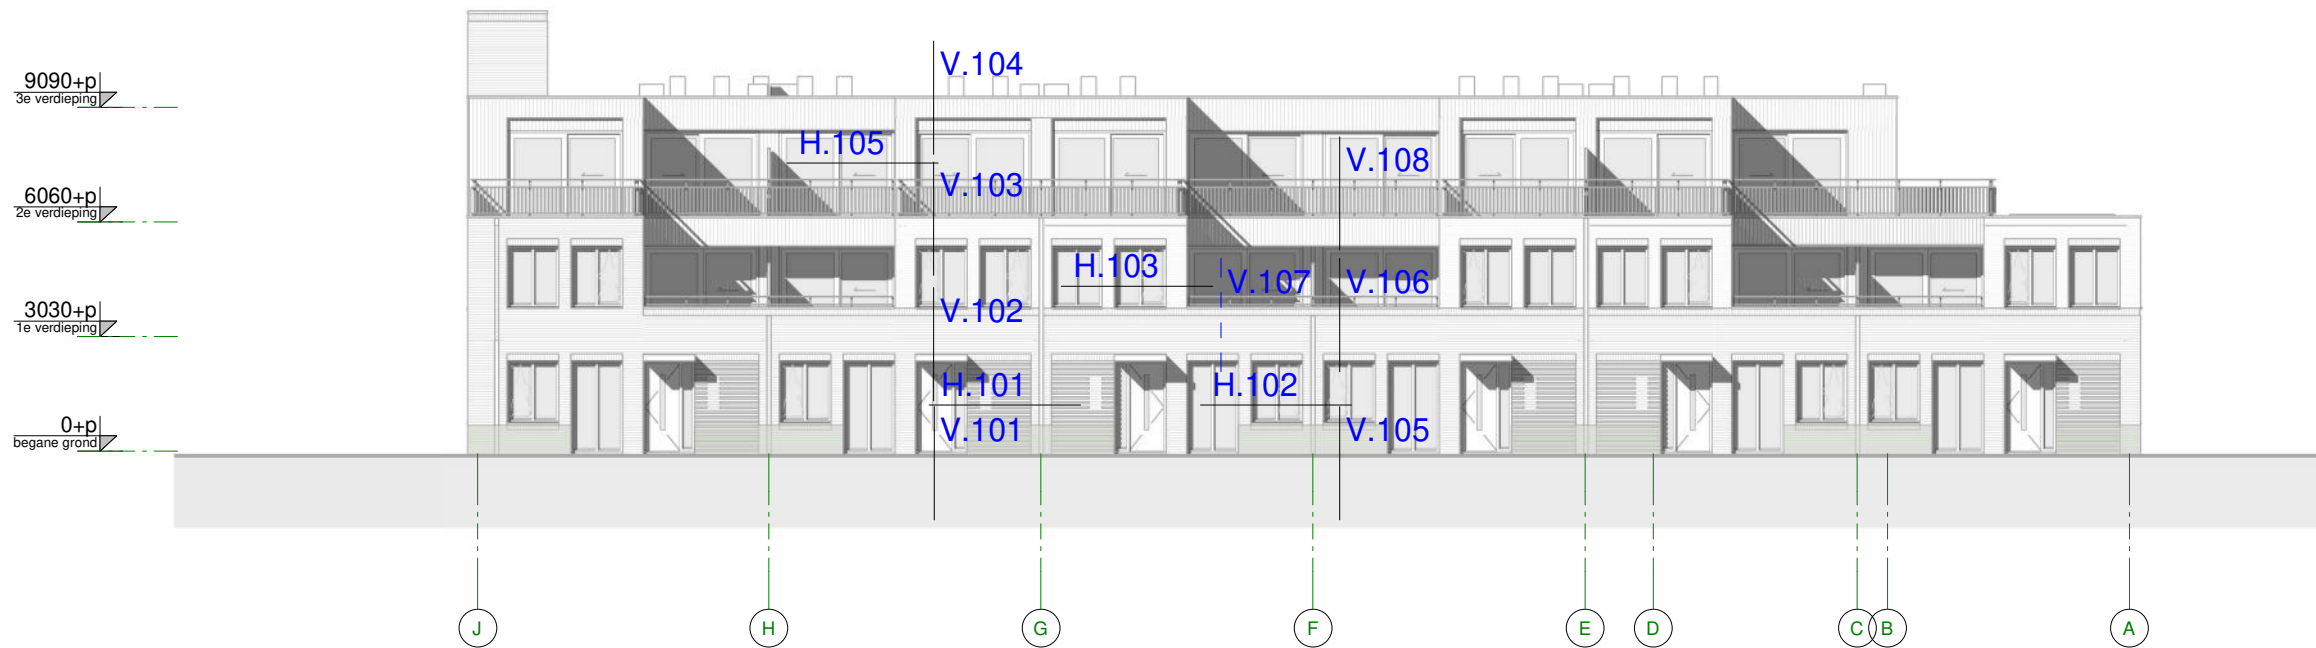 V.104
9090+p
3e verdieping
H.105
V.108
V.103
6060+p
2e verdieping
H.103
V.107
V.106
3030+p
1e verdieping
V.102
H.101
H.102
0+p
begane grond
V.101
V.105
J
H
G
F
E
D
C
B
A